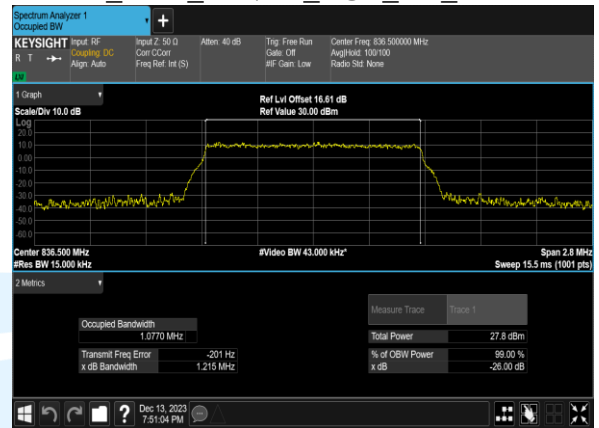 Spectrum Analyzer 1
Occupied BW
+
KEYSIGHT Input: RF Input Z: 50 Ω Atten: 40 dB Trig: Free Run Center Freq: 836.500000 MHz
R T Coupling: DC Corr CCorr Gate: Off Avg|Hold: 100/100
Align: Auto Freq Ref: Int (S) #IF Gain: Low Radio Std: None
1 Graph
Ref Lvl Offset 16.61 dB
Scale/Div 10.0 dB Ref Value 30.00 dBm
Log
20.0
10.0
0.00
-10.0
-20.0
-30.0
-40.0
-50.0
-60.0
Center 836.500 MHz #Video BW 43.000 kHz* Span 2.8 MHz
#Res BW 15.000 kHz Sweep 15.5 ms (1001 pts)
2 Metrics
Measure Trace Trace 1
Occupied Bandwidth
1.0770 MHz Total Power 27.8 dBm
Transmit Freq Error -201 Hz % of OBW Power 99.00 %
x dB Bandwidth 1.215 MHz x dB -26.00 dB
? Dec 13, 2023
7:51:04 PM